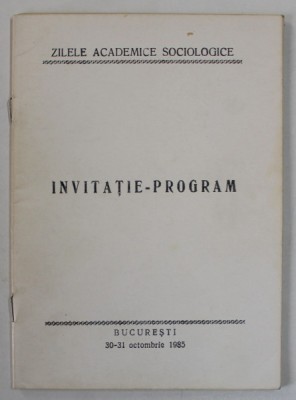 ZILELE ACADEMICE SOCIOLOGICE
INVITAȚIE-PROGRAM
BUCUREȘTI
30-31 octombrie 1985